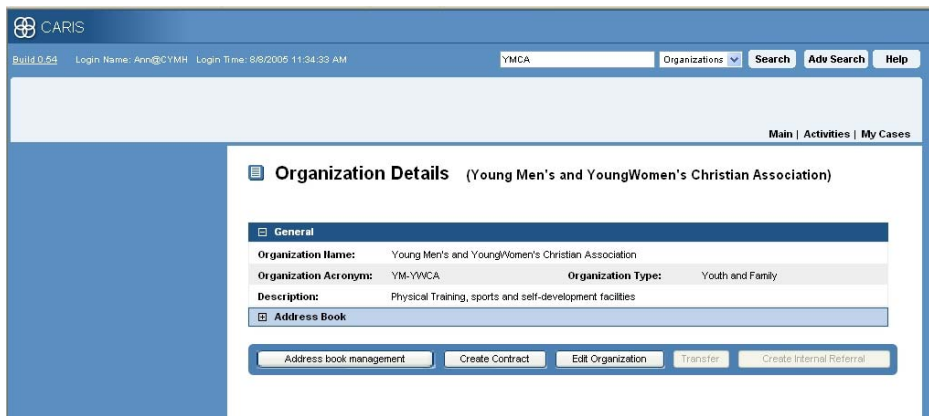 CARIS
Build 0.54 Login Name: Ann@CYMH Login Time: 8/8/2005 11:34:33 AM YMCA Organizations Search Adv Search Help
Main | Activities | My Cases
Organization Details (Young Men's and YoungWomen's Christian Association)
General
Organization Name: Young Men's and YoungWomen's Christian Association
Organization Acronym: YM-YWCA Organization Type: Youth and Family
Description: Physical Training, sports and self-development facilities
Address Book
Address book management Create Contract Edit Organization Transfer Create Internal Referral